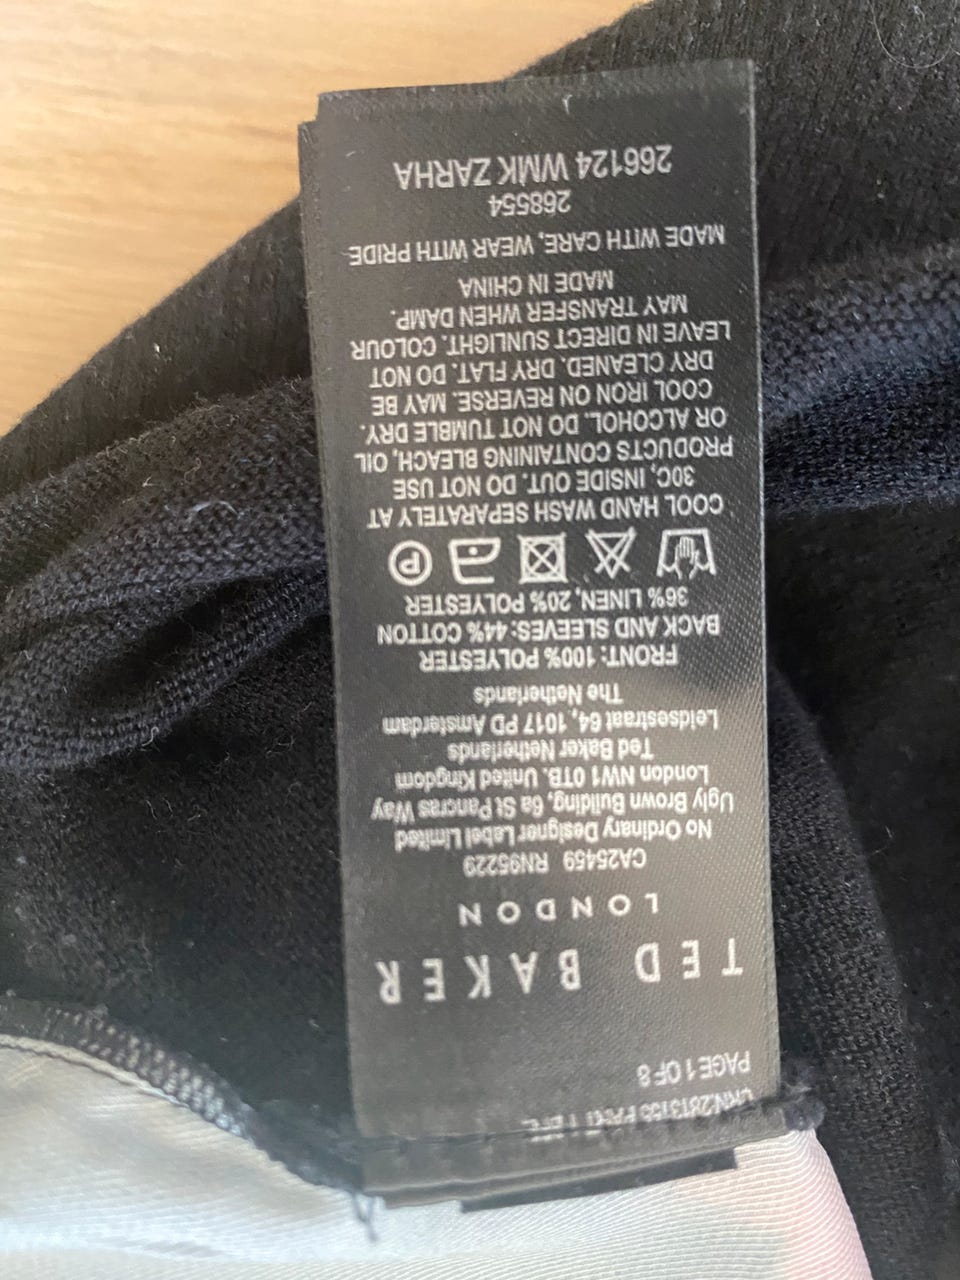 PAGE 1 OF 8
TED BAKER
LONDON
CA25459 RN95229
No Ordinary Designer Label Limited
Ugly Brown Building, 6a St Pancras Way
London NW1 0TB. United Kingdom
Ted Baker Netherlands
Leidsestraat 64, 1017 PD Amsterdam
The Netherlands
FRONT: 100% POLYESTER
BACK AND SLEEVES: 44% COTTON
36% LINEN, 20% POLYESTER
P
COOL HAND WASH SEPARATELY AT
30C, INSIDE OUT. DO NOT USE
PRODUCTS CONTAINING BLEACH, OIL
OR ALCOHOL. DO NOT TUMBLE DRY.
COOL IRON ON REVERSE. MAY BE
DRY CLEANED. DRY FLAT. DO NOT
LEAVE IN DIRECT SUNLIGHT. COLOUR
MAY TRANSFER WHEN DAMP.
MADE IN CHINA
MADE WITH CARE, WEAR WITH PRIDE
268554
266124 WMK ZARHA